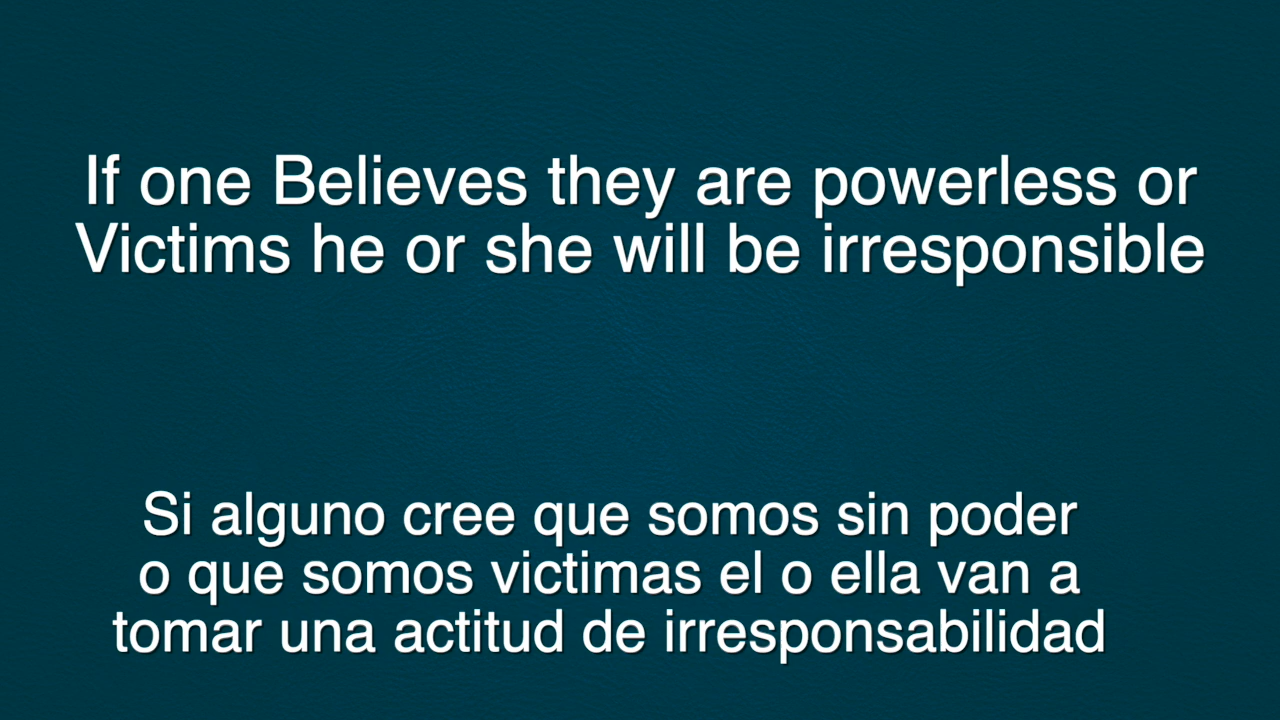 If one Believes they are powerless or
Victims he or she will be irresponsible
Si alguno cree que somos sin poder
o que somos victimas el o ella van a
tomar una actitud de irresponsabilidad